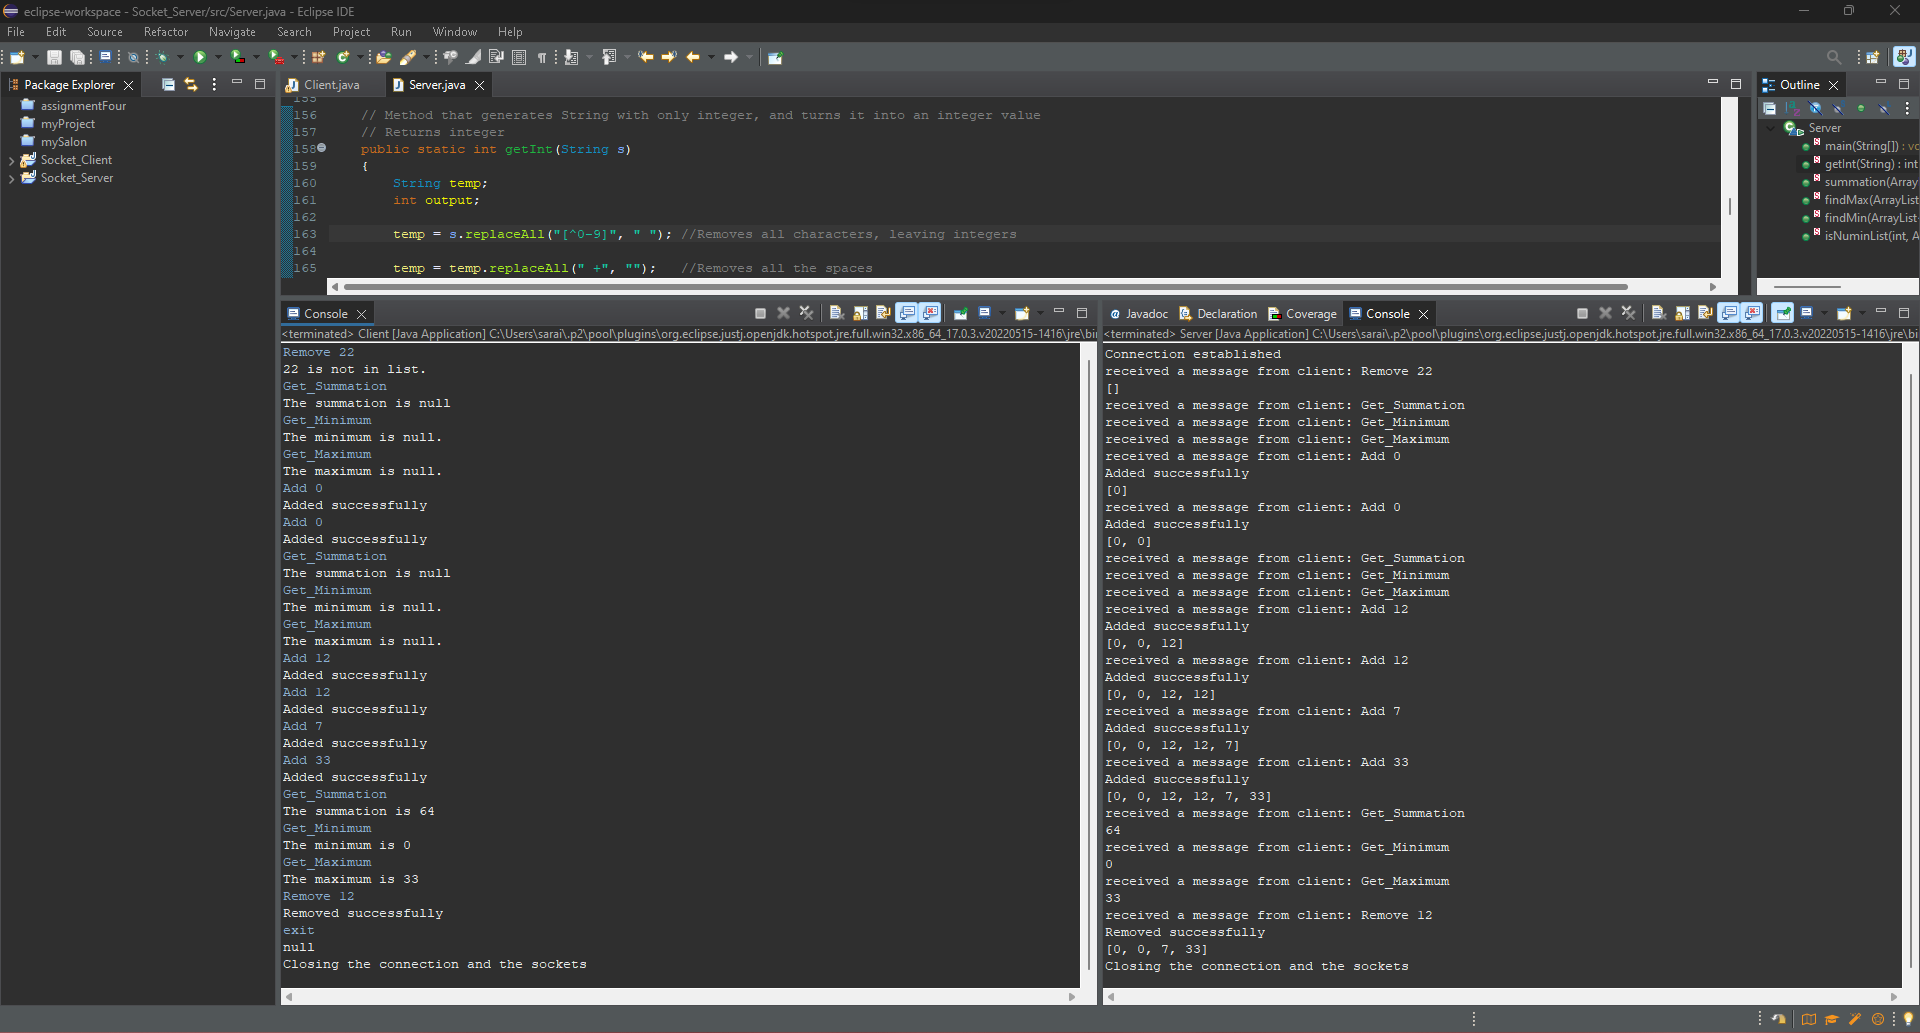 eclipse-workspace - Socket_Server/src/Server.java - Eclipse IDE
File Edit Source Refactor Navigate Search Project Run Window Help
Package Explorer
assignmentFour
myProject
mySalon
Socket_Client
Socket_Server
Client.java Server.java
155
156 // Method that generates String with only integer, and turns it into an integer value
157 // Returns integer
158 public static int getInt(String s)
159 {
160 String temp;
161 int output;
162
163 temp = s.replaceAll("[^0-9]", " "); //Removes all characters, leaving integers
164
165 temp = temp.replaceAll(" +", ""); //Removes all the spaces
Outline
Server
main(String[]) : vo
getInt(String) : int
summation(Array
findMax(ArrayList
findMin(ArrayList
isNuminList(int, A
Console
<terminated> Client [Java Application] C:\Users\sarai\.p2\pool\plugins\org.eclipse.justj.openjdk.hotspot.jre.full.win32.x86_64_17.0.3.v20220515-1416\jre\bi
Remove 22
22 is not in list.
Get_Summation
The summation is null
Get_Minimum
The minimum is null.
Get_Maximum
The maximum is null.
Add 0
Added successfully
Add 0
Added successfully
Get_Summation
The summation is null
Get_Minimum
The minimum is null.
Get_Maximum
The maximum is null.
Add 12
Added successfully
Add 12
Added successfully
Add 7
Added successfully
Add 33
Added successfully
Get_Summation
The summation is 64
Get_Minimum
The minimum is 0
Get_Maximum
The maximum is 33
Remove 12
Removed successfully
exit
null
Closing the connection and the sockets
Javadoc Declaration Coverage Console
<terminated> Server [Java Application] C:\Users\sarai\.p2\pool\plugins\org.eclipse.justj.openjdk.hotspot.jre.full.win32.x86_64_17.0.3.v20220515-1416\jre\bi
Connection established
received a message from client: Remove 22
[]
received a message from client: Get_Summation
received a message from client: Get_Minimum
received a message from client: Get_Maximum
received a message from client: Add 0
Added successfully
[0]
received a message from client: Add 0
Added successfully
[0, 0]
received a message from client: Get_Summation
received a message from client: Get_Minimum
received a message from client: Get_Maximum
received a message from client: Add 12
Added successfully
[0, 0, 12]
received a message from client: Add 12
Added successfully
[0, 0, 12, 12]
received a message from client: Add 7
Added successfully
[0, 0, 12, 12, 7]
received a message from client: Add 33
Added successfully
[0, 0, 12, 12, 7, 33]
received a message from client: Get_Summation
64
received a message from client: Get_Minimum
0
received a message from client: Get_Maximum
33
received a message from client: Remove 12
Removed successfully
[0, 0, 7, 33]
Closing the connection and the sockets